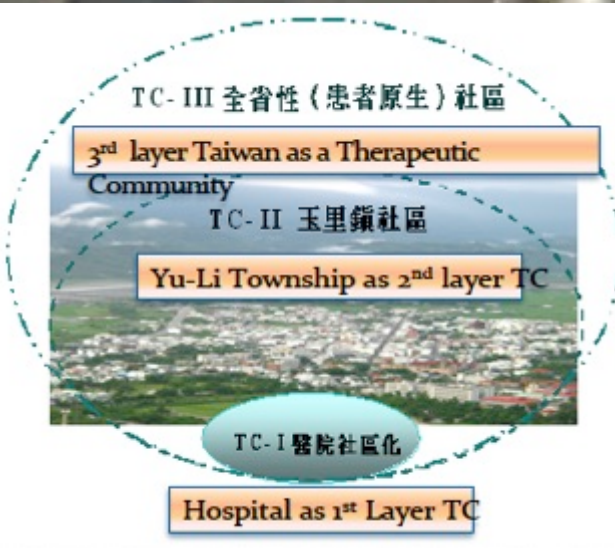 TC-III 全省性(患者原生)社區
3rd layer Taiwan as a Therapeutic
Community
TC-II 玉里鎮社區
Yu-Li Township as 2nd layer TC
TC-I 醫院社區化
Hospital as 1st Layer TC